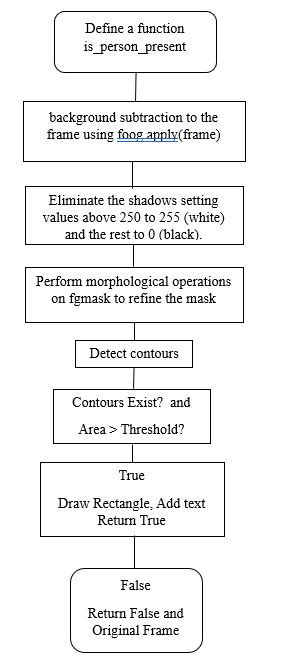 Define a function
is_person_present
background subtraction to the
frame using foog.apply(frame)
Eliminate the shadows setting
values above 250 to 255 (white)
and the rest to 0 (black).
Perform morphological operations
on fgmask to refine the mask
Detect contours
Contours Exist? and
Area > Threshold?
True
Draw Rectangle, Add text
Return True
False
Return False and
Original Frame